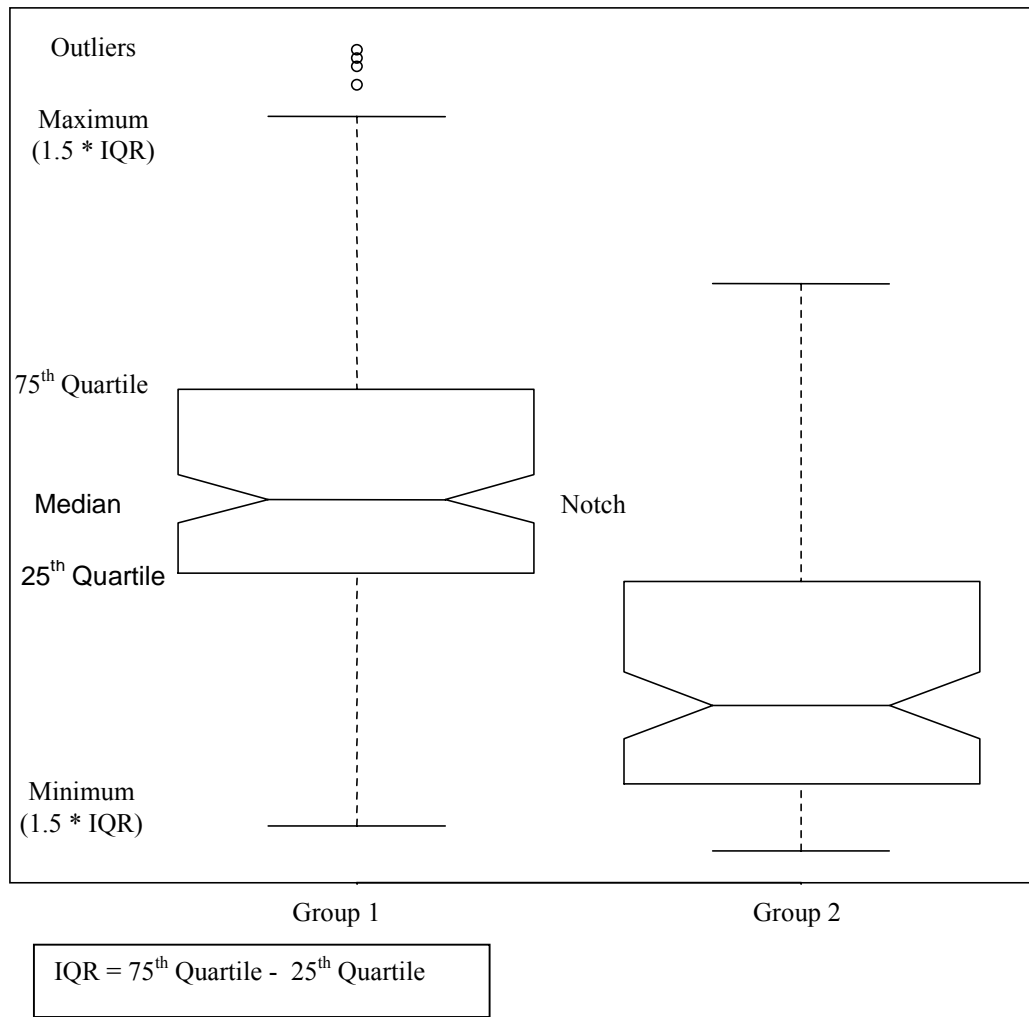 Outliers
Maximum
(1.5 * IQR)
75th Quartile
Median
Notch
25th Quartile
Minimum
(1.5 * IQR)
Group 1
Group 2
IQR = 75th Quartile - 25th Quartile